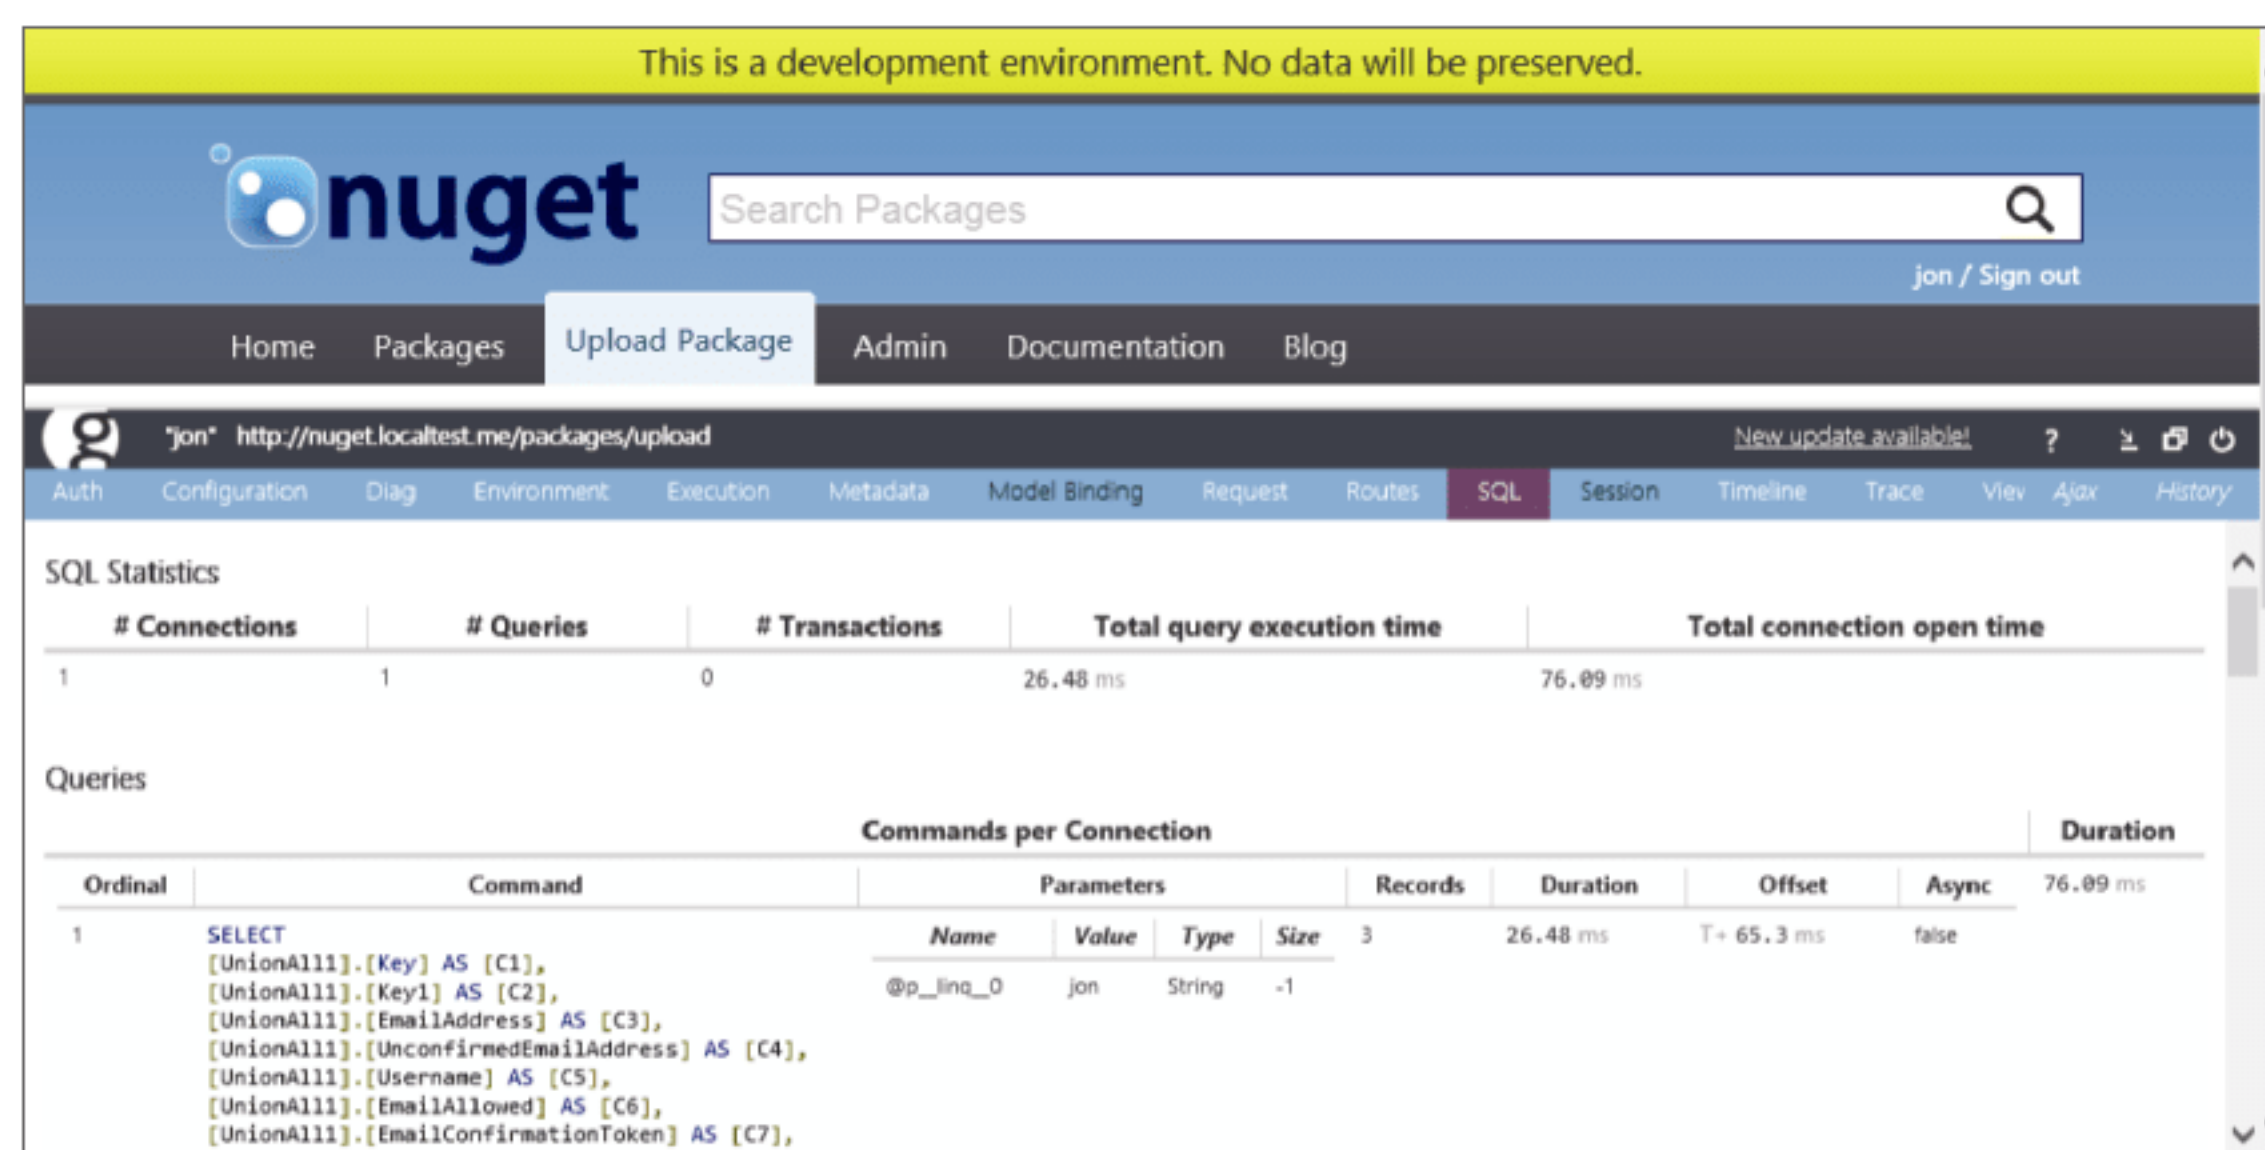 This is a development environment. No data will be preserved.
nuget
Search Packages
jon / Sign out
Home Packages Upload Package Admin Documentation Blog
g "jon" http://nuget.localtest.me/packages/upload New update available! ?
Auth Configuration Diag Environment Execution Metadata Model Binding Request Routes SQL Session Timeline Trace Viev Ajax History
SQL Statistics
# Connections # Queries # Transactions Total query execution time Total connection open time
1 1 0 26.48 ms 76.09 ms
Queries
Commands per Connection Duration
Ordinal Command Parameters Records Duration Offset Async 76.09 ms
1 SELECT Name Value Type Size 3 26.48 ms T+ 65.3 ms false
[UnionAll1].[Key] AS [C1],
[UnionAll1].[Key1] AS [C2], @p__linq__0 jon String -1
[UnionAll1].[EmailAddress] AS [C3],
[UnionAll1].[UnconfirmedEmailAddress] AS [C4],
[UnionAll1].[Username] AS [C5],
[UnionAll1].[EmailAllowed] AS [C6],
[UnionAll1].[EmailConfirmationToken] AS [C7],